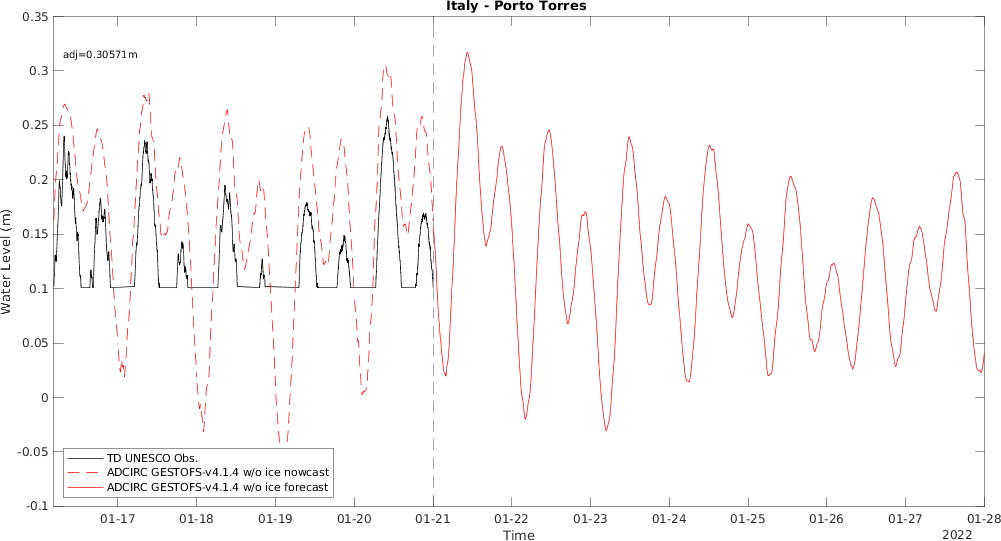 Italy - Porto Torres
adj=0.30571m
Water Level (m)
0.35
0.3
0.25
0.2
0.15
0.1
0.05
0
-0.05
-0.1
TD UNESCO Obs.
ADCIRC GESTOFS-v4.1.4 w/o ice nowcast
ADCIRC GESTOFS-v4.1.4 w/o ice forecast
01-17 01-18 01-19 01-20 01-21 01-22 01-23 01-24 01-25 01-26 01-27 01-28
Time
2022